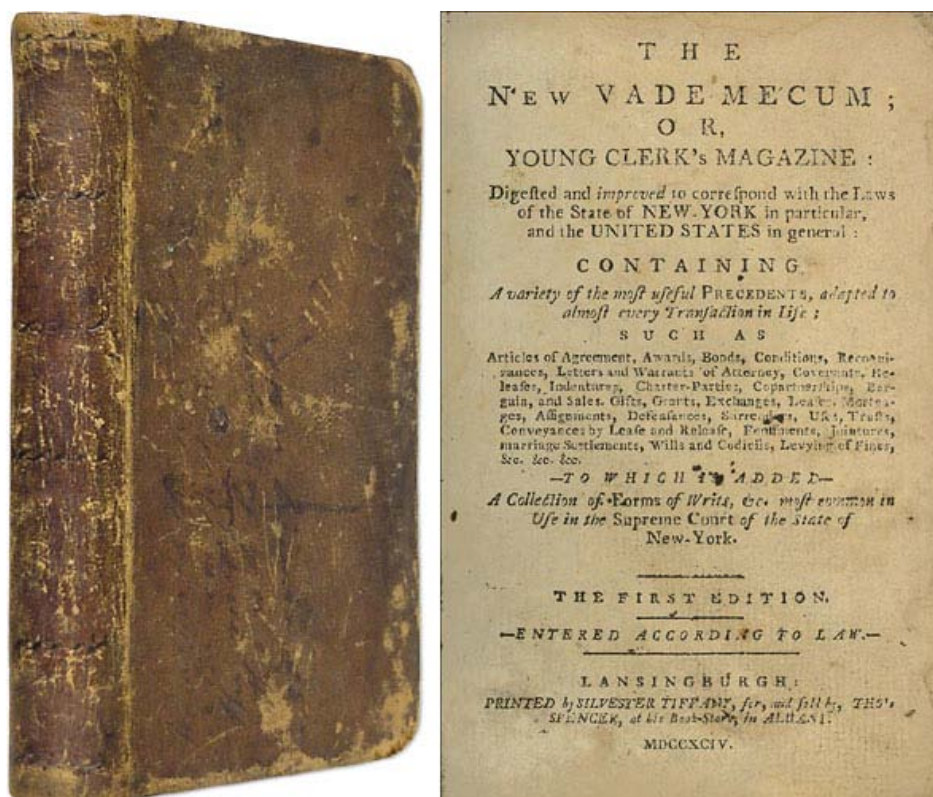 THE
NEW VADE MECUM;
OR,
YOUNG CLERK's MAGAZINE:
Digeſted and improved to correſpond with the Laws
of the State of NEW-YORK in particular,
and the UNITED STATES in general:
CONTAINING
A variety of the moſt uſeful PRECEDENTS, adapted to
almoſt every Tranſaction in Life;
SUCH AS
Articles of Agreement, Awards, Bonds, Conditions, Recogni-
zances, Letters and Warrants of Attorney, Covenants, Re-
leaſes, Indentures, Charter-Parties, Copartnerſhips, Bar-
gain, and Sales, Gifts, Grants, Exchanges, Leaſes, Mortga-
ges, Aſſignments, Defeaſances, Surrenders, Uſes, Truſts,
Conveyances by Leaſe and Releaſe, Feoffments, Jointures,
marriage Settlements, Wills and Codicils, Levying of Fines,
&c. &c. &c.
—TO WHICH IS ADDED—
A Collection of Forms of Writs, &c. moſt common in
Uſe in the Supreme Court of the State of
New-York.
THE FIRST EDITION.
—ENTERED ACCORDING TO LAW.—
LANSINGBURGH:
PRINTED by SILVESTER TIFFANY, for, and ſold by, THO's
SPENCER, at his Book-Store, in ALBANY.
MDCCXCIV.